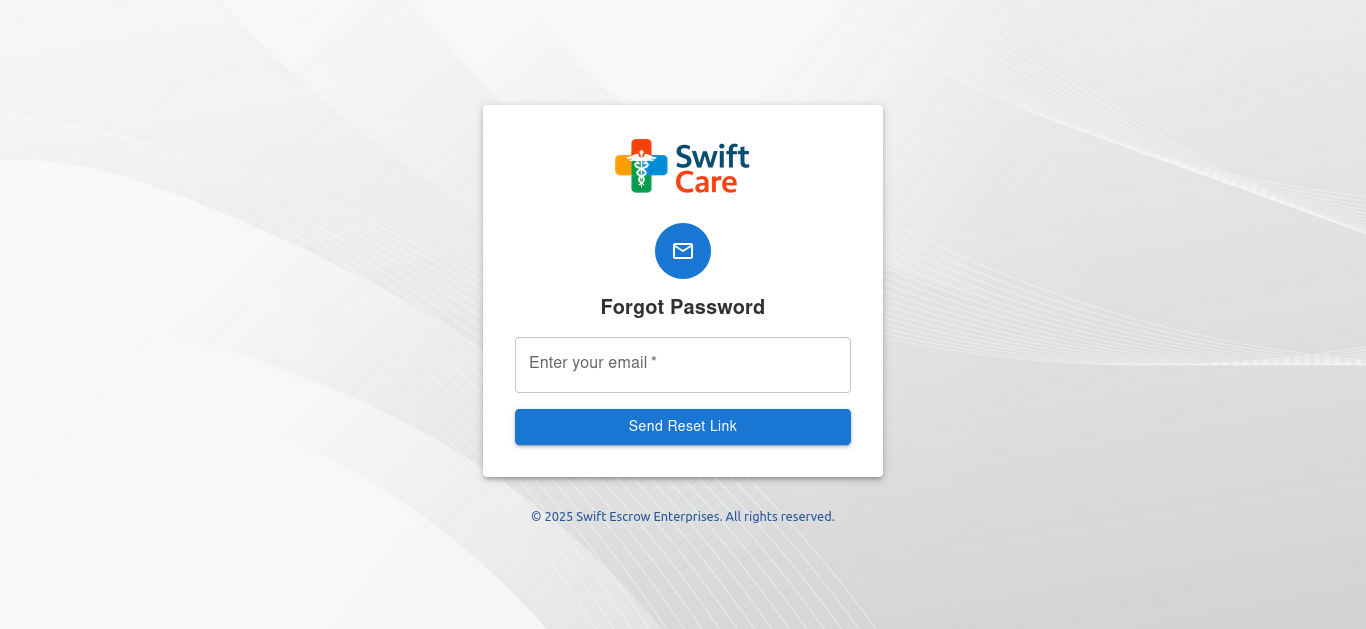 Swift
Care
Forgot Password
Enter your email *
Send Reset Link
© 2025 Swift Escrow Enterprises. All rights reserved.